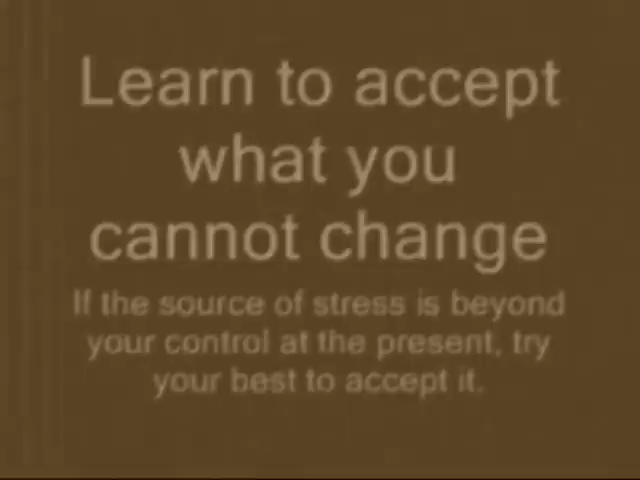 Learn to accept
what you
cannot change
If the source of stress is beyond
your control at the present, try
your best to accept it.